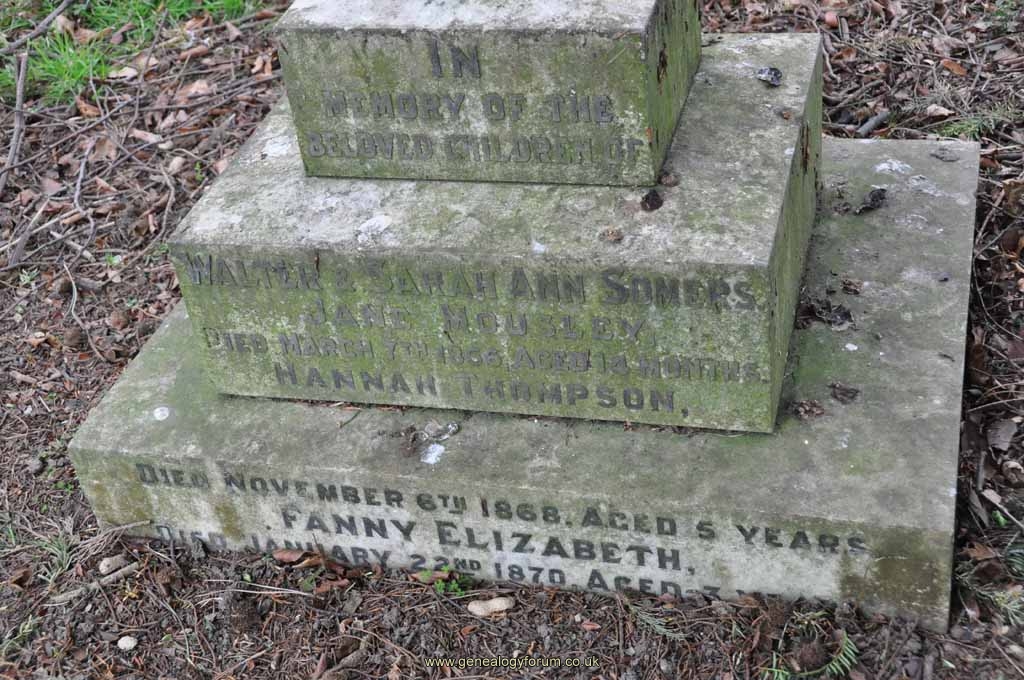 IN
MEMORY OF THE
BELOVED CHILDREN OF
WALTER & SARAH ANN SOMERS.
JANE MOUSLEY,
DIED MARCH 7TH 1866. AGED 14 MONTHS.
HANNAH THOMPSON,
DIED NOVEMBER 6TH 1868. AGED 5 YEARS
FANNY ELIZABETH,
DIED JANUARY 22ND 1870. AGED
www.genealogyforum.co.uk